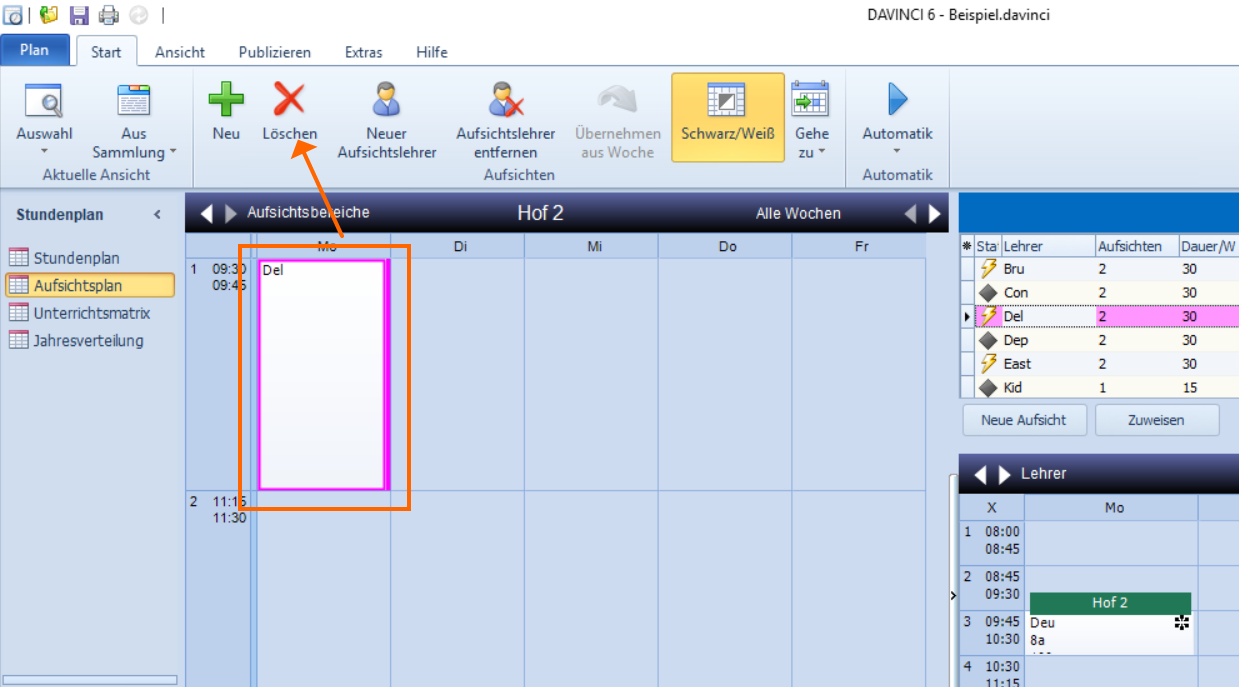 DAVINCI 6 - Beispiel.davinci
Plan Start Ansicht Publizieren Extras Hilfe
Auswahl
Aus Sammlung
Aktuelle Ansicht
Neu
Löschen
Neuer Aufsichtslehrer
Aufsichtslehrer entfernen
Übernehmen aus Woche
Schwarz/Weiß
Gehe zu
Aufsichten
Automatik
Automatik
Stundenplan
Stundenplan
Aufsichtsplan
Unterrichtsmatrix
Jahresverteilung
Aufsichtsbereiche Hof 2 Alle Wochen
Mo Di Mi Do Fr
1 09:30
09:45
Del
2 11:15
11:30
Sta Lehrer Aufsichten Dauer/W
Bru 2 30
Con 2 30
Del 2 30
Dep 2 30
East 2 30
Kid 1 15
Neue Aufsicht Zuweisen
Lehrer
X Mo
1 08:00
08:45
2 08:45
09:30
Hof 2
3 09:45 Deu
10:30 8a
4 10:30
11:15